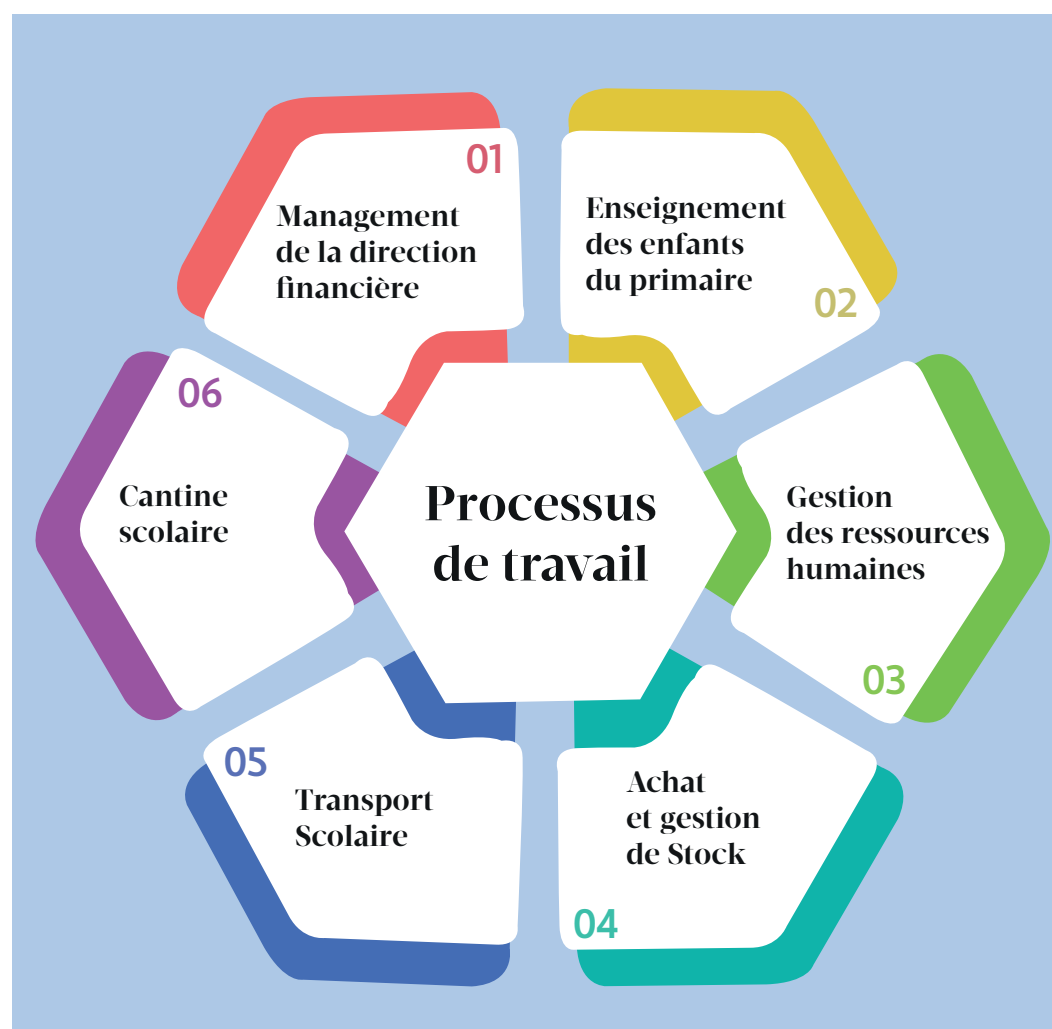 01
Management
de la direction
financière
Enseignement
des enfants
du primaire
02
Gestion
des ressources
humaines
03
Achat
et gestion
de Stock
04
05
Transport
Scolaire
06
Cantine
scolaire
Processus
de travail